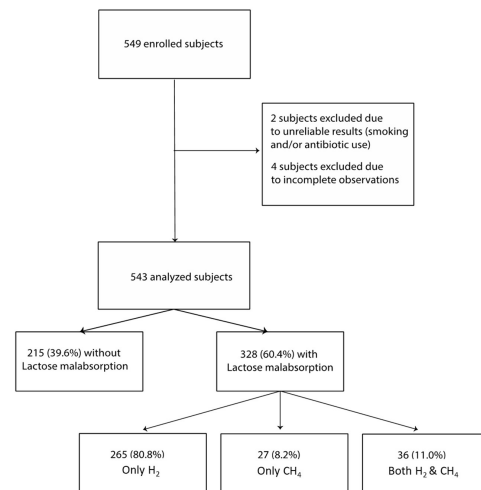 549 enrolled subjects
2 subjects excluded due
to unreliable results (smoking
and/or antibiotic use)
4 subjects excluded due
to incomplete observations
543 analyzed subjects
215 (39.6%) without
Lactose malabsorption
328 (60.4%) with
Lactose malabsorption
265 (80.8%)
Only H₂
27 (8.2%)
Only CH₄
36 (11.0%)
Both H₂ & CH₄